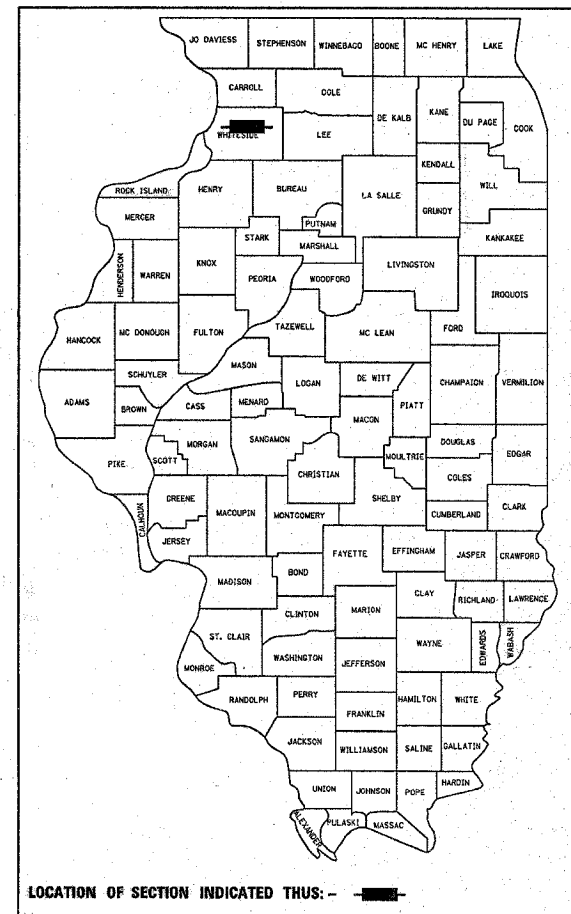 JO DAVIESS STEPHENSON WINNEBAGO BOONE MC HENRY LAKE
CARROLL OGLE
DE KALB KANE DU PAGE COOK
WHITESIDE LEE
KENDALL WILL
ROCK ISLAND HENRY BUREAU LA SALLE GRUNDY
MERCER PUTNAM
STARK MARSHALL KANKAKEE
HENDERSON WARREN KNOX PEORIA WOODFORD LIVINGSTON
IROQUOIS
HANCOCK MC DONOUGH FULTON TAZEWELL MC LEAN FORD
SCHUYLER MASON
ADAMS BROWN CASS MENARD LOGAN DE WITT CHAMPAIGN VERMILION
PIATT
MORGAN SANGAMON MACON
DOUGLAS EDGAR
PIKE SCOTT CHRISTIAN MOULTRIE COLES
GREENE MACOUPIN SHELBY
CALHOUN MONTGOMERY CUMBERLAND CLARK
JERSEY FAYETTE EFFINGHAM JASPER CRAWFORD
MADISON BOND
CLAY RICHLAND LAWRENCE
CLINTON MARION
ST. CLAIR WAYNE EDWARDS WABASH
WASHINGTON JEFFERSON
MONROE
RANDOLPH PERRY HAMILTON WHITE
FRANKLIN
JACKSON WILLIAMSON SALINE GALLATIN
UNION JOHNSON POPE HARDIN
ALEXANDER PULASKI MASSAC
LOCATION OF SECTION INDICATED THUS: -